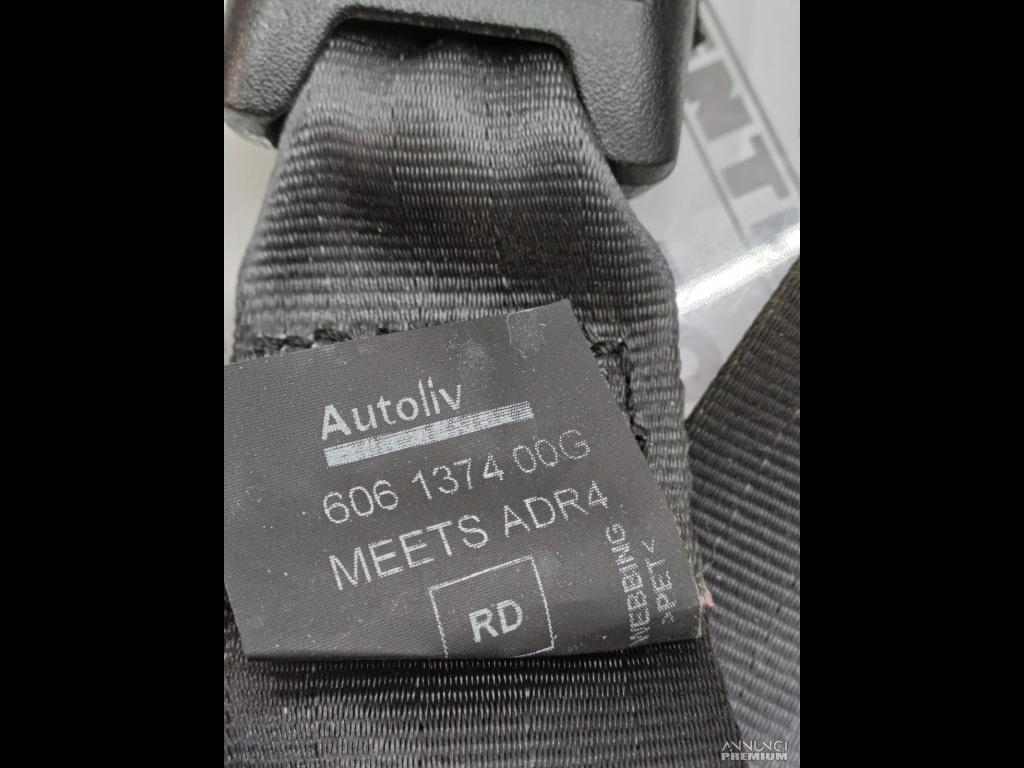 Autoliv
606 1374 00G
MEETS ADR4
RD
WEBBING
>PET<
ANNUNCI
PREMIUM